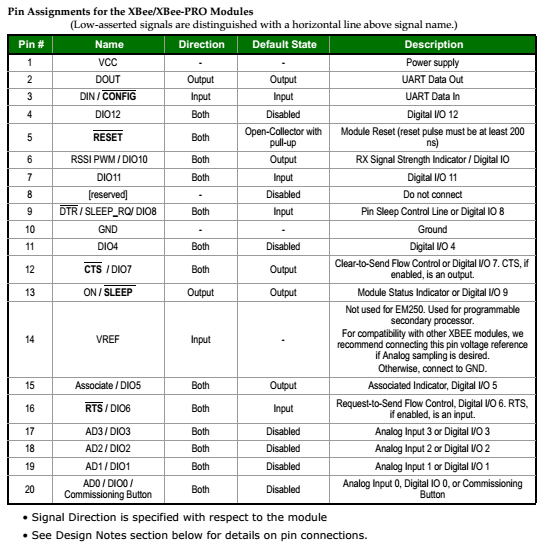 Pin Assignments for the XBee/XBee-PRO Modules
(Low-asserted signals are distinguished with a horizontal line above signal name.)
Pin # Name Direction Default State Description
1 VCC - - Power supply
2 DOUT Output Output UART Data Out
3 DIN / CONFIG Input Input UART Data In
4 DIO12 Both Disabled Digital I/O 12
5 RESET Both Open-Collector with pull-up Module Reset (reset pulse must be at least 200 ns)
6 RSSI PWM / DIO10 Both Output RX Signal Strength Indicator / Digital IO
7 DIO11 Both Input Digital I/O 11
8 [reserved] - Disabled Do not connect
9 DTR / SLEEP_RQ/ DIO8 Both Input Pin Sleep Control Line or Digital IO 8
10 GND - - Ground
11 DIO4 Both Disabled Digital I/O 4
12 CTS / DIO7 Both Output Clear-to-Send Flow Control or Digital I/O 7. CTS, if enabled, is an output.
13 ON / SLEEP Output Output Module Status Indicator or Digital I/O 9
14 VREF Input - Not used for EM250. Used for programmable
secondary processor.
For compatibility with other XBEE modules, we
recommend connecting this pin voltage reference
if Analog sampling is desired.
Otherwise, connect to GND.
15 Associate / DIO5 Both Output Associated Indicator, Digital I/O 5
16 RTS / DIO6 Both Input Request-to-Send Flow Control, Digital I/O 6. RTS, if enabled, is an input.
17 AD3 / DIO3 Both Disabled Analog Input 3 or Digital I/O 3
18 AD2 / DIO2 Both Disabled Analog Input 2 or Digital I/O 2
19 AD1 / DIO1 Both Disabled Analog Input 1 or Digital I/O 1
20 AD0 / DIO0 / Commissioning Button Both Disabled Analog Input 0, Digital IO 0, or Commissioning Button
• Signal Direction is specified with respect to the module
• See Design Notes section below for details on pin connections.